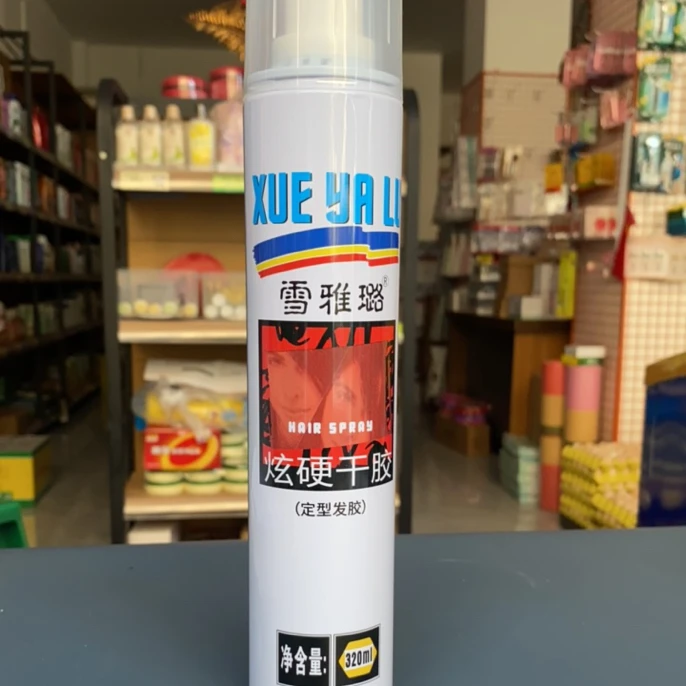 XUE YA LU
雪雅璐®
HAIR SPRAY
炫硬干胶
(定型发胶)
净含量: 320ml